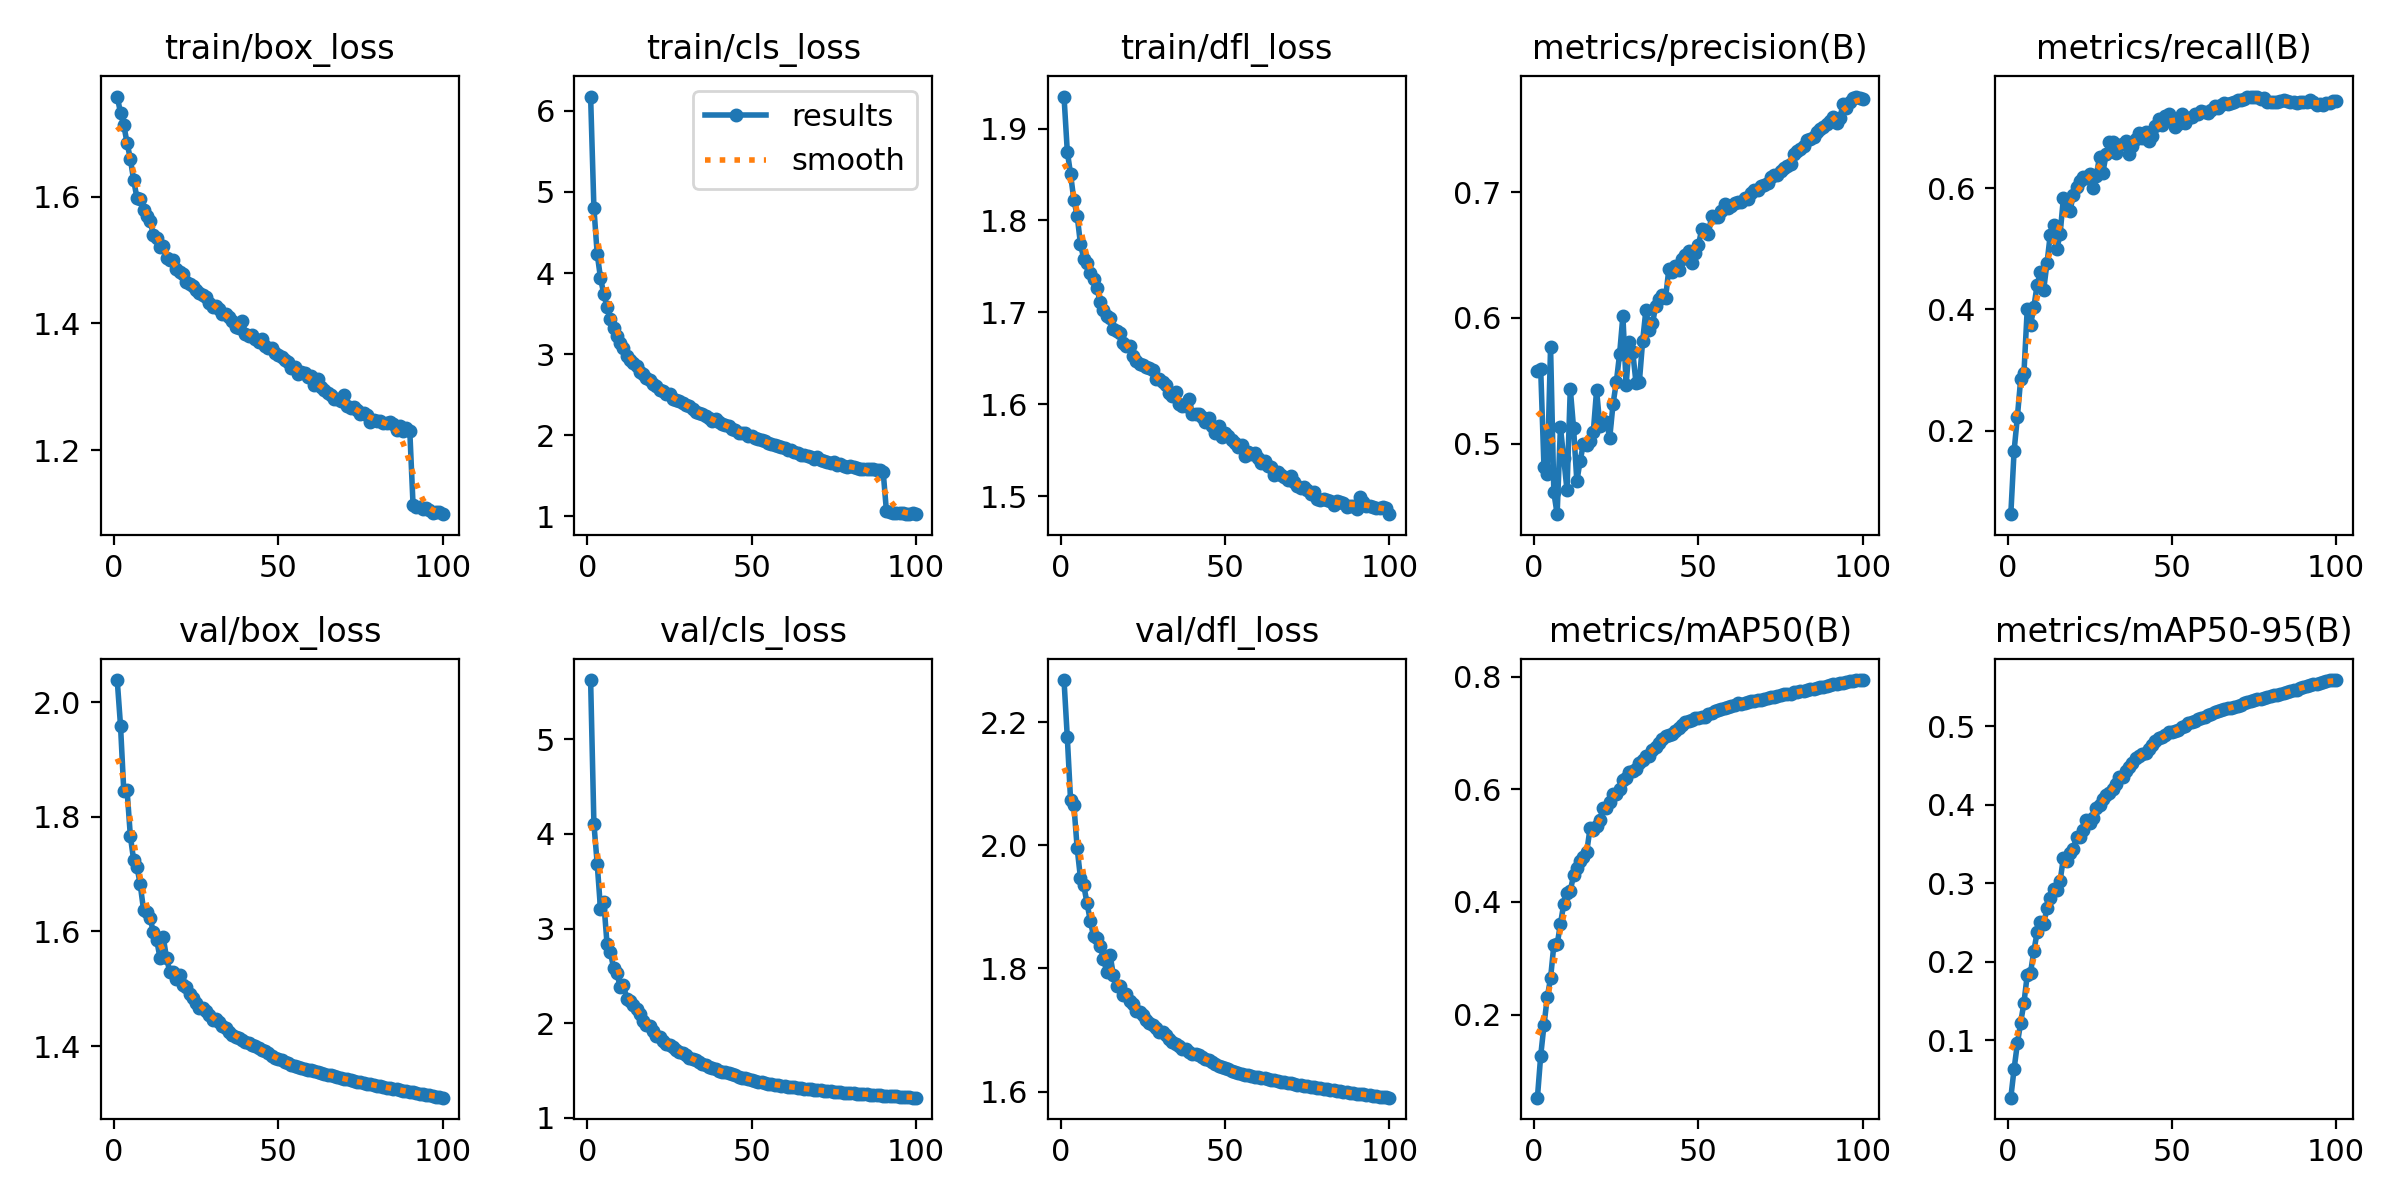 train/box_loss
1.6
1.4
1.2
0 50 100
train/cls_loss
results
smooth
6
5
4
3
2
1
0 50 100
train/dfl_loss
1.9
1.8
1.7
1.6
1.5
0 50 100
metrics/precision(B)
0.7
0.6
0.5
0 50 100
metrics/recall(B)
0.6
0.4
0.2
0 50 100
val/box_loss
2.0
1.8
1.6
1.4
0 50 100
val/cls_loss
5
4
3
2
1
0 50 100
val/dfl_loss
2.2
2.0
1.8
1.6
0 50 100
metrics/mAP50(B)
0.8
0.6
0.4
0.2
0 50 100
metrics/mAP50-95(B)
0.5
0.4
0.3
0.2
0.1
0 50 100